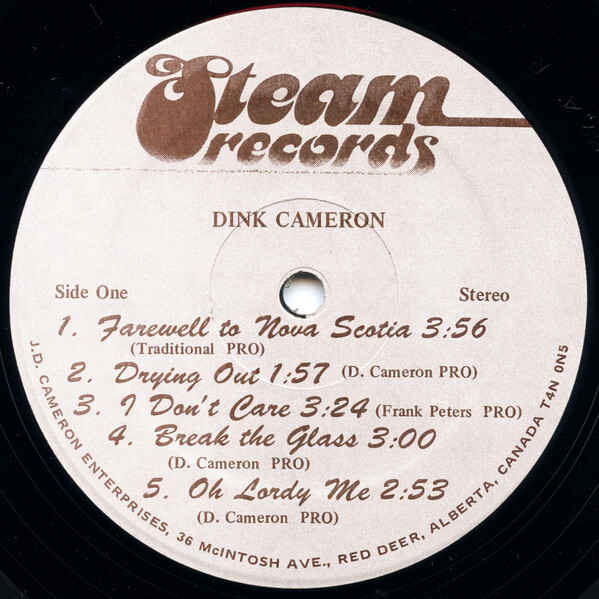 Steam
records
DINK CAMERON
Side One
Stereo
1. Farewell to Nova Scotia 3:56
(Traditional PRO)
2. Drying Out 1:57 (D. Cameron PRO)
3. I Don't Care 3:24 (Frank Peters PRO)
4. Break the Glass 3:00
(D. Cameron PRO)
5. Oh Lordy Me 2:53
(D. Cameron PRO)
J.D. CAMERON ENTERPRISES, 36 McINTOSH AVE., RED DEER, ALBERTA, CANADA T4N 0N5